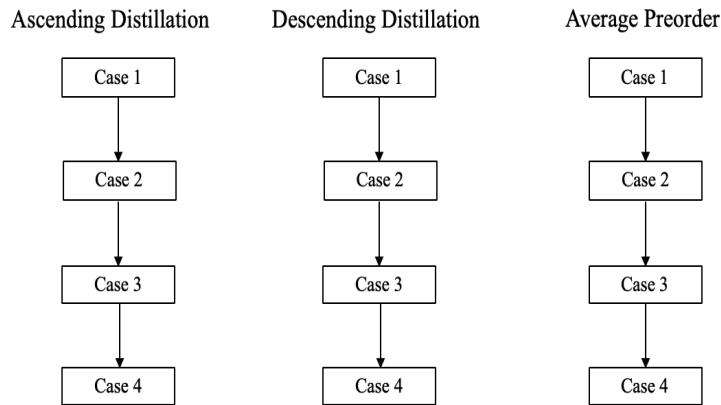 Ascending Distillation
Descending Distillation
Average Preorder
Case 1
Case 1
Case 1
Case 2
Case 2
Case 2
Case 3
Case 3
Case 3
Case 4
Case 4
Case 4